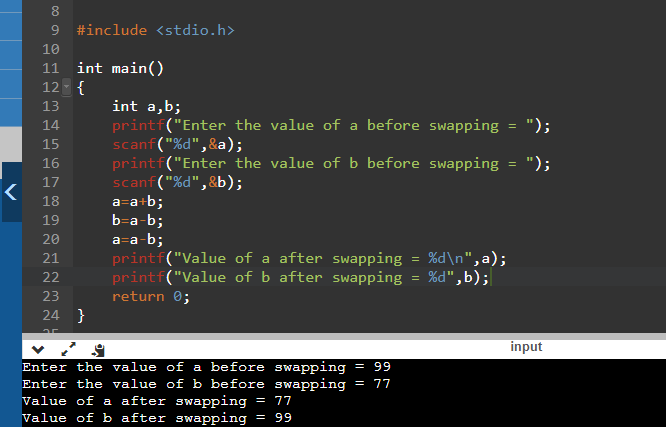 8
9 #include <stdio.h>
10
11 int main()
12 {
13     int a,b;
14     printf("Enter the value of a before swapping = ");
15     scanf("%d",&a);
16     printf("Enter the value of b before swapping = ");
17     scanf("%d",&b);
18     a=a+b;
19     b=a-b;
20     a=a-b;
21     printf("Value of a after swapping = %d\n",a);
22     printf("Value of b after swapping = %d",b);
23     return 0;
24 }
input
Enter the value of a before swapping = 99
Enter the value of b before swapping = 77
Value of a after swapping = 77
Value of b after swapping = 99